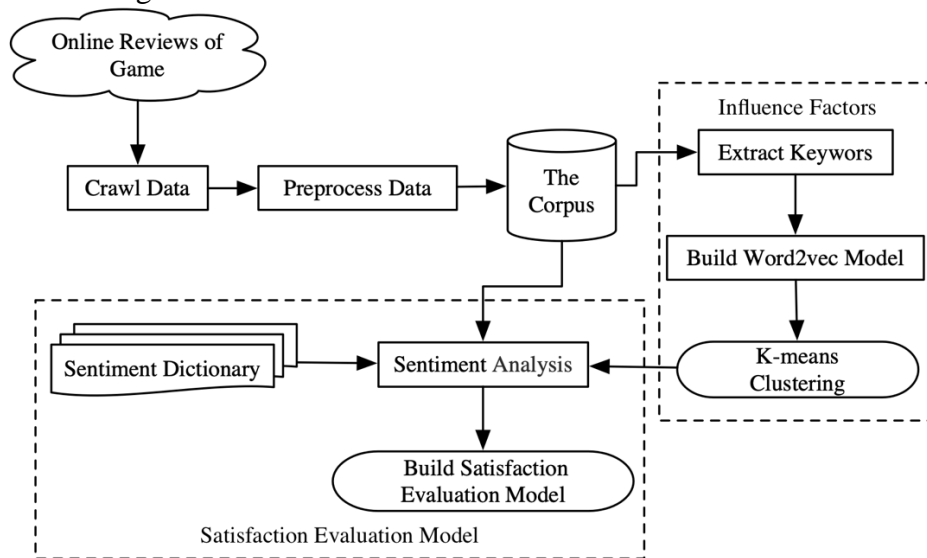 Online Reviews of
Game
Influence Factors
Extract Keywors
Crawl Data
Preprocess Data
The
Corpus
Build Word2vec Model
Sentiment Dictionary
Sentiment Analysis
K-means
Clustering
Build Satisfaction
Evaluation Model
Satisfaction Evaluation Model